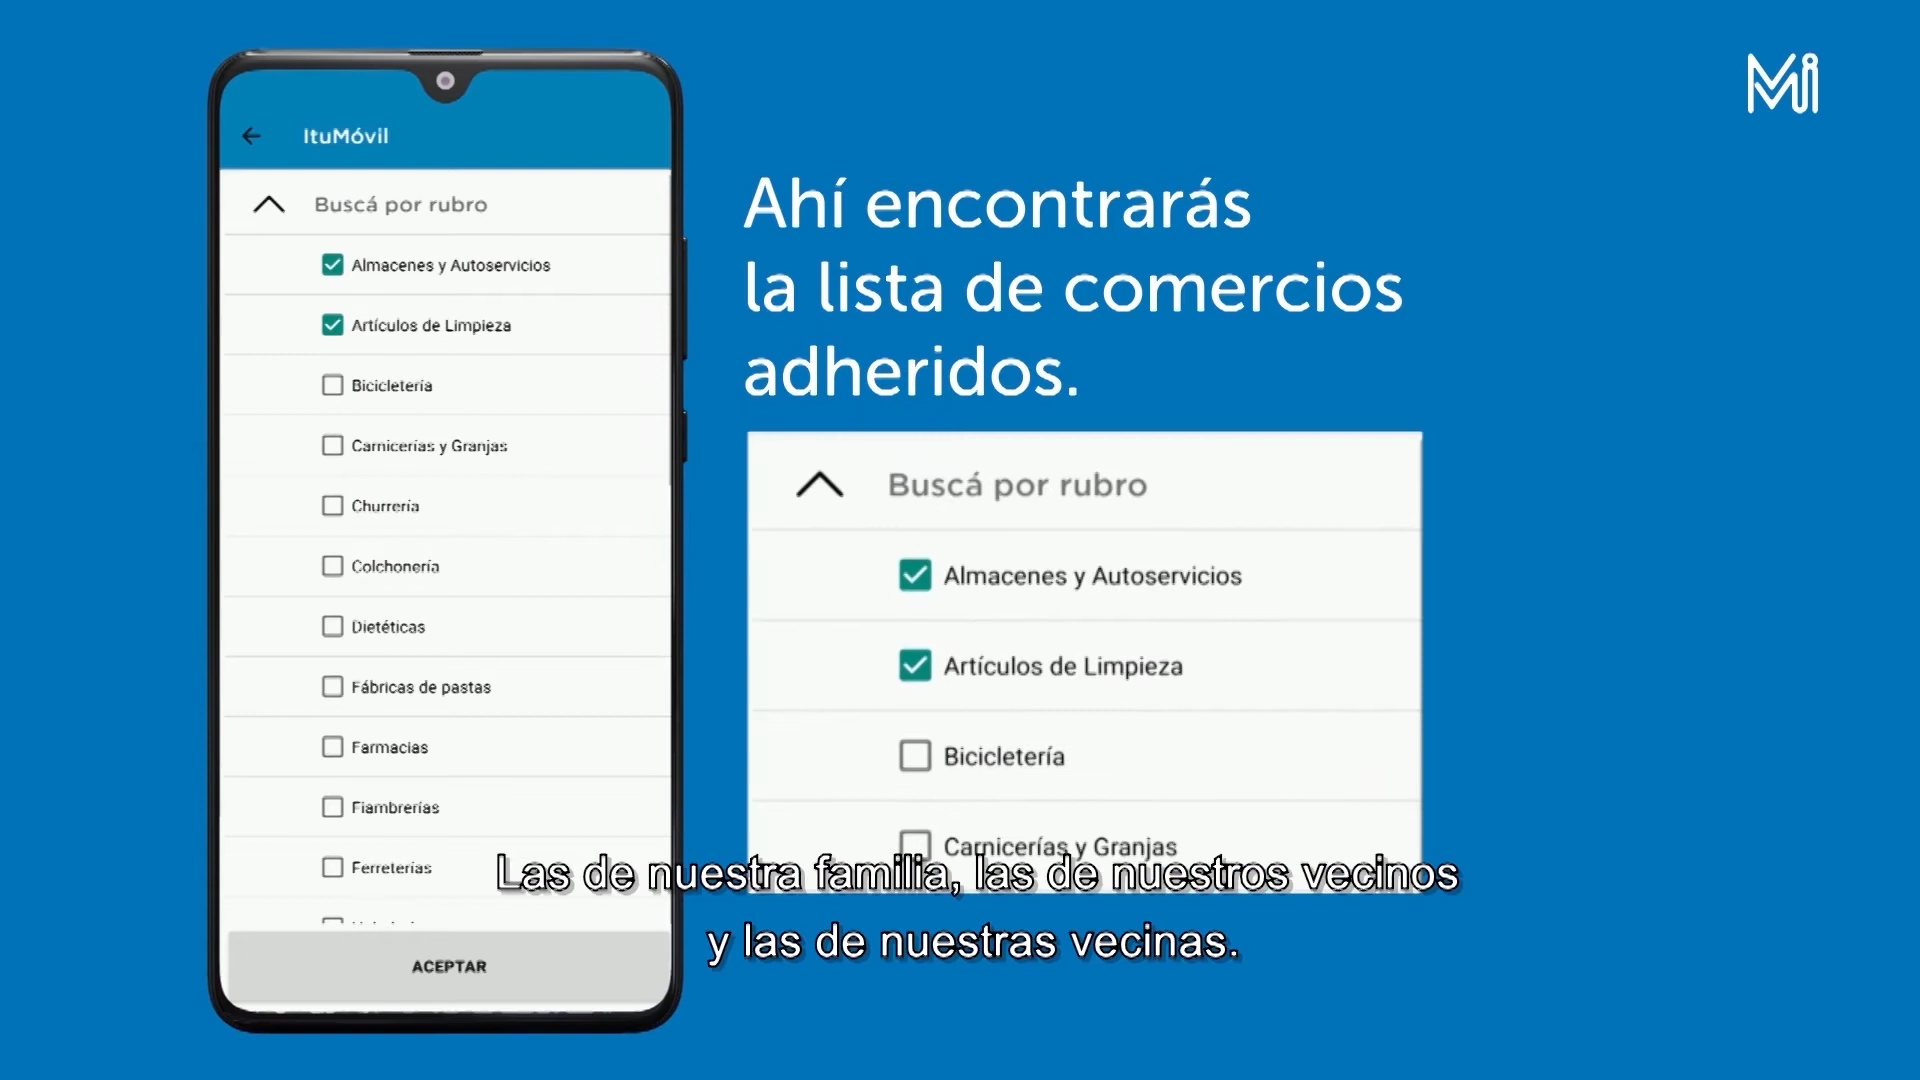 Mi
ItuMóvil
Buscá por rubro
Almacenes y Autoservicios
Artículos de Limpieza
Bicicletería
Carnicerías y Granjas
Churrería
Colchonería
Dietéticas
Fábricas de pastas
Farmacias
Fiambrerías
Ferreterías
ACEPTAR
Ahí encontrarás
la lista de comercios
adheridos.
Buscá por rubro
Almacenes y Autoservicios
Artículos de Limpieza
Bicicletería
Carnicerías y Granjas
Las de nuestra familia, las de nuestros vecinos
y las de nuestras vecinas.